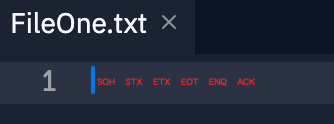 FileOne.txt ×
1 SOH STX ETX EOT ENQ ACK